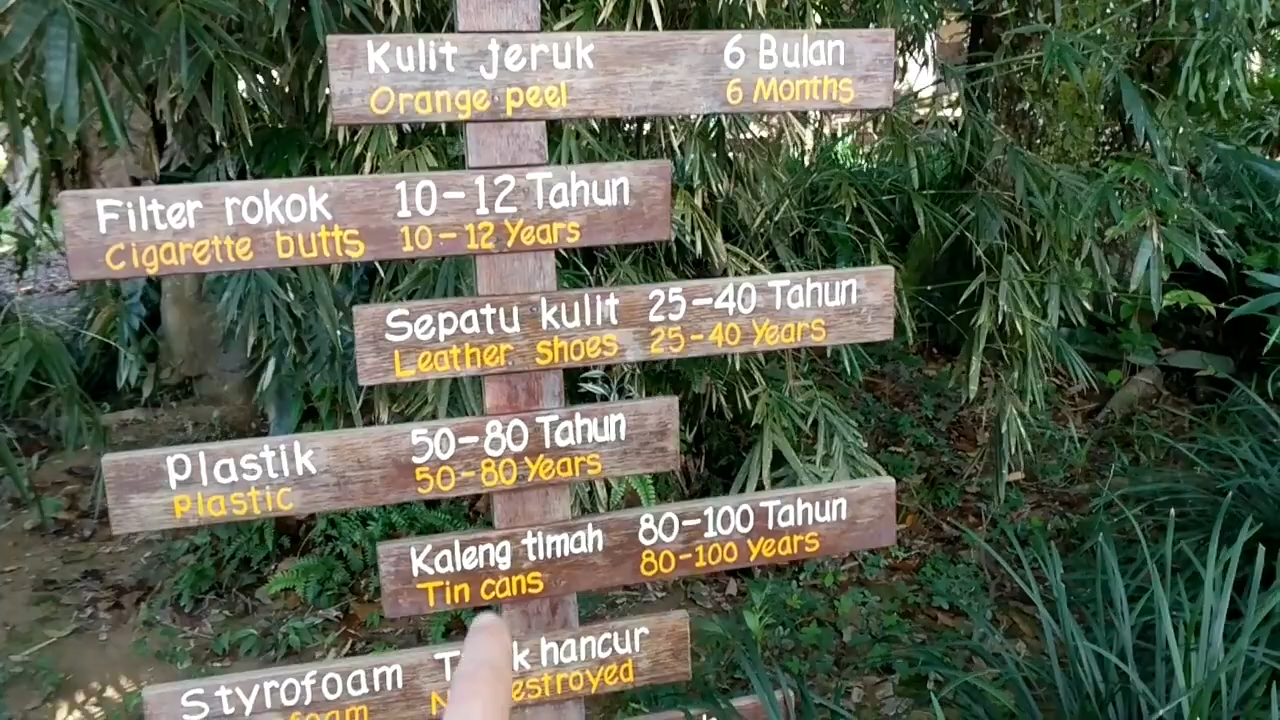 Kulit jeruk 6 Bulan
Orange peel 6 Months
Filter rokok 10-12 Tahun
Cigarette butts 10-12 Years
Sepatu kulit 25-40 Tahun
Leather shoes 25-40 Years
Plastik 50-80 Tahun
Plastic 50-80 Years
Kaleng timah 80-100 Tahun
Tin cans 80-100 Years
Styrofoam hancur